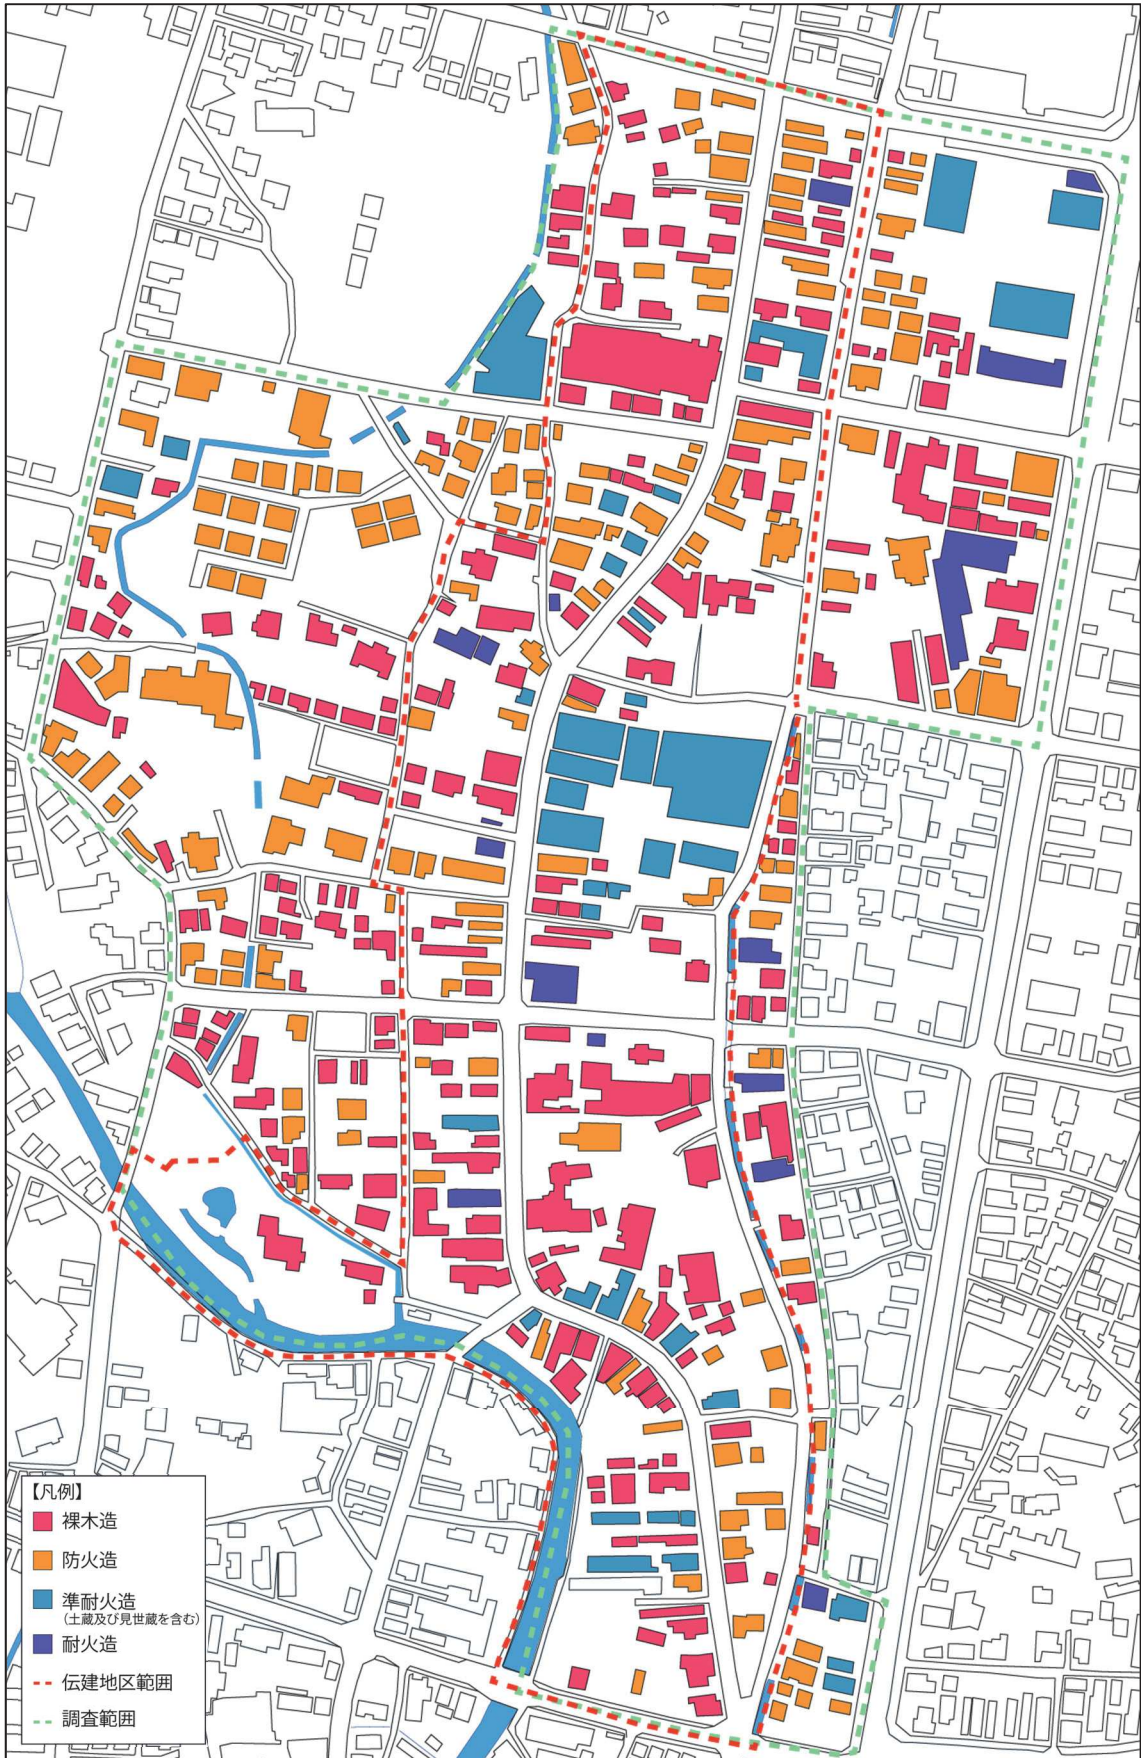 【凡例】
裸木造
防火造
準耐火造
(土蔵及び見世蔵を含む)
耐火造
伝建地区範囲
調査範囲